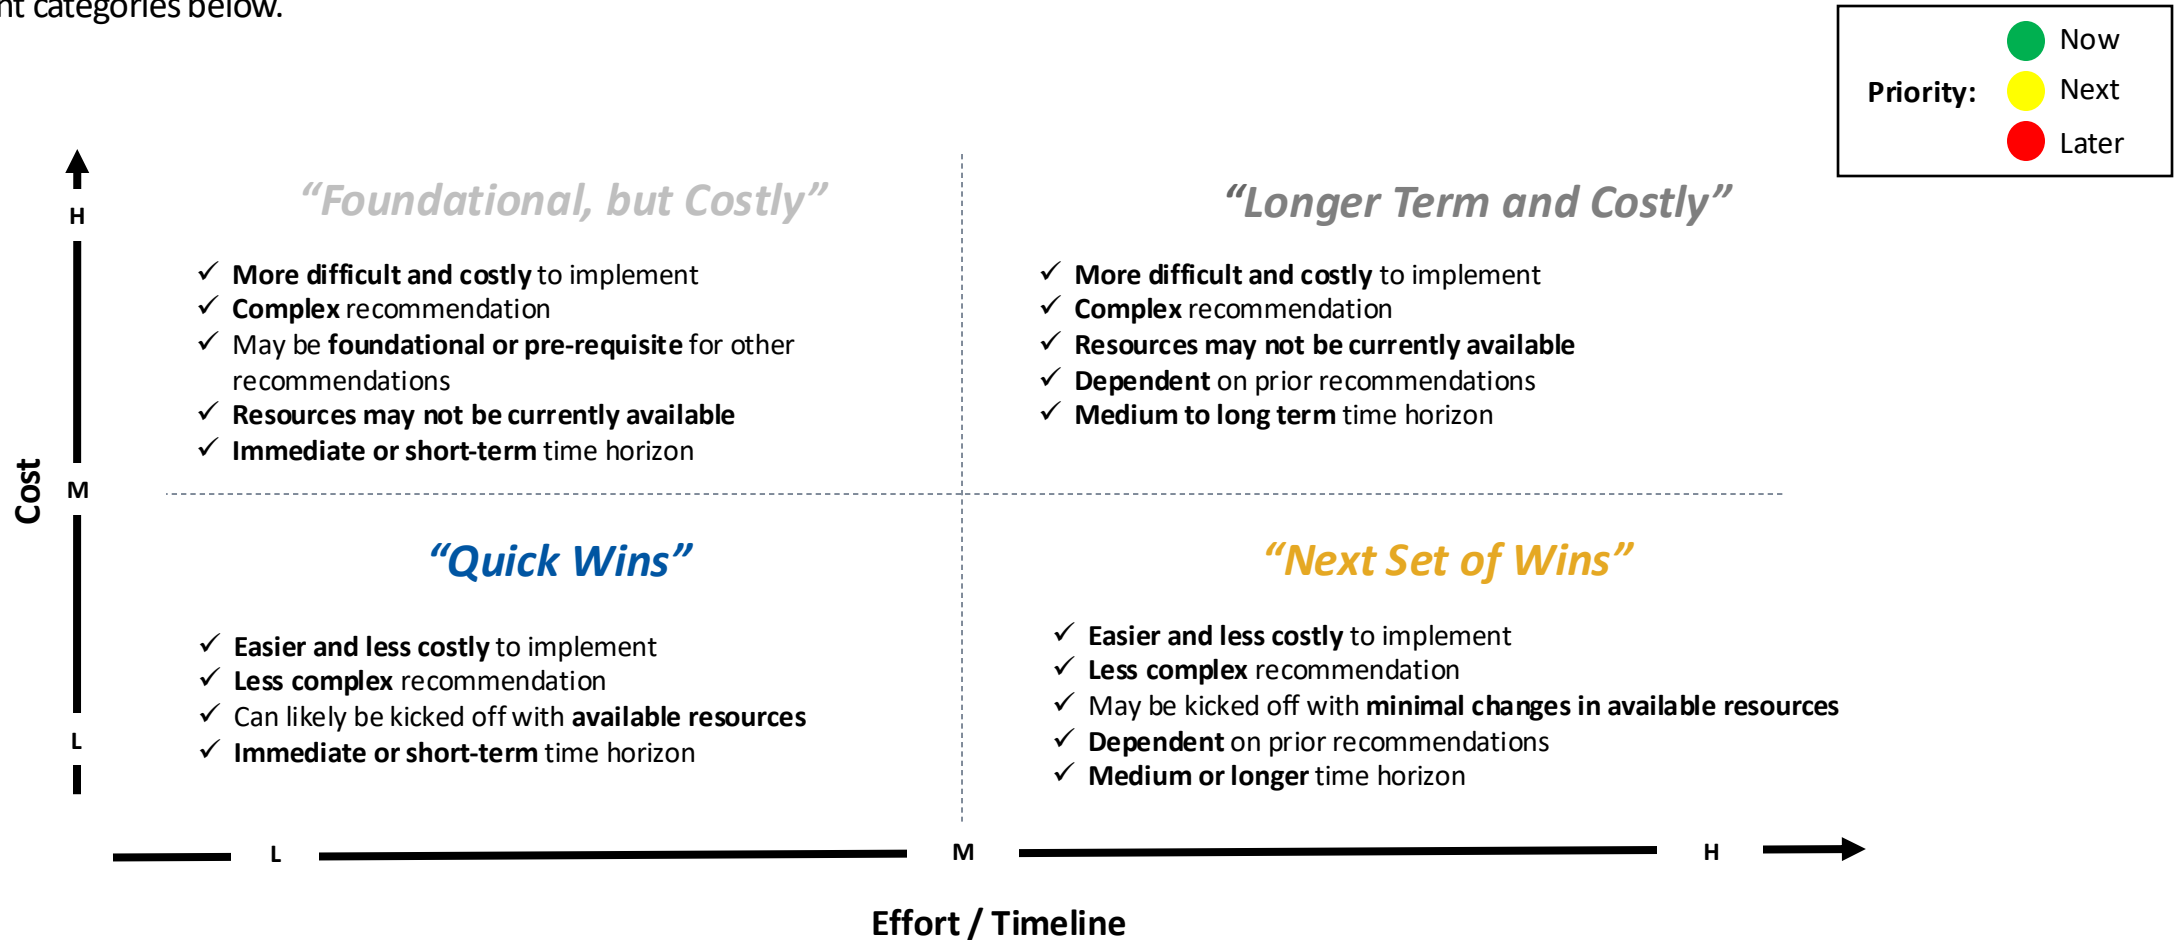 nt categories below.
Priority:
Now
Next
Later
“Foundational, but Costly”
✓ More difficult and costly to implement
✓ Complex recommendation
✓ May be foundational or pre-requisite for other
recommendations
✓ Resources may not be currently available
✓ Immediate or short-term time horizon
“Longer Term and Costly”
✓ More difficult and costly to implement
✓ Complex recommendation
✓ Resources may not be currently available
✓ Dependent on prior recommendations
✓ Medium to long term time horizon
“Quick Wins”
✓ Easier and less costly to implement
✓ Less complex recommendation
✓ Can likely be kicked off with available resources
✓ Immediate or short-term time horizon
“Next Set of Wins”
✓ Easier and less costly to implement
✓ Less complex recommendation
✓ May be kicked off with minimal changes in available resources
✓ Dependent on prior recommendations
✓ Medium or longer time horizon
Cost
H
M
L
L
M
H
Effort / Timeline